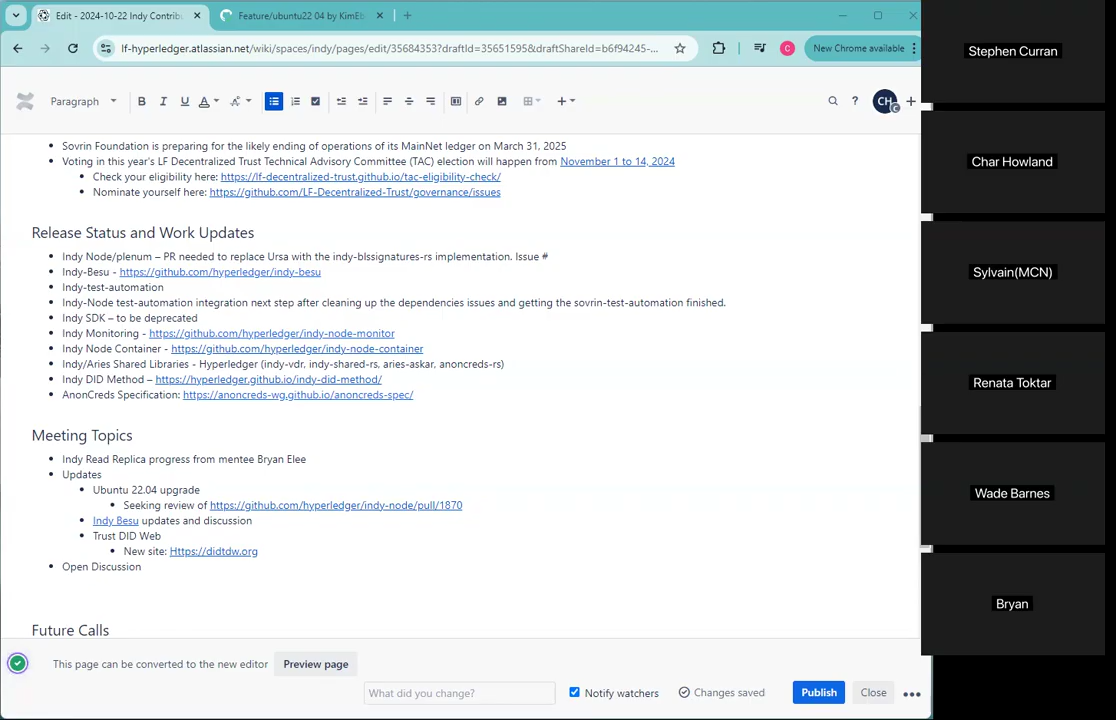 Edit - 2024-10-22 Indy Contribu
Feature/ubuntu22 04 by KimEb
lf-hyperledger.atlassian.net/wiki/spaces/indy/pages/edit/35684353?draftId=35651595&draftShareId=b6f94245-...
C
New Chrome available
Paragraph
B I U A
CH
Sovrin Foundation is preparing for the likely ending of operations of its MainNet ledger on March 31, 2025
Voting in this year's LF Decentralized Trust Technical Advisory Committee (TAC) election will happen from November 1 to 14, 2024
Check your eligibility here: https://lf-decentralized-trust.github.io/tac-eligibility-check/
Nominate yourself here: https://github.com/LF-Decentralized-Trust/governance/issues
Release Status and Work Updates
Indy Node/plenum – PR needed to replace Ursa with the indy-blssignatures-rs implementation. Issue #
Indy-Besu - https://github.com/hyperledger/indy-besu
Indy-test-automation
Indy-Node test-automation integration next step after cleaning up the dependencies issues and getting the sovrin-test-automation finished.
Indy SDK – to be deprecated
Indy Monitoring - https://github.com/hyperledger/indy-node-monitor
Indy Node Container - https://github.com/hyperledger/indy-node-container
Indy/Aries Shared Libraries - Hyperledger (indy-vdr, indy-shared-rs, aries-askar, anoncreds-rs)
Indy DID Method – https://hyperledger.github.io/indy-did-method/
AnonCreds Specification: https://anoncreds-wg.github.io/anoncreds-spec/
Meeting Topics
Indy Read Replica progress from mentee Bryan Elee
Updates
Ubuntu 22.04 upgrade
Seeking review of https://github.com/hyperledger/indy-node/pull/1870
Indy Besu updates and discussion
Trust DID Web
New site: Https://didtdw.org
Open Discussion
Future Calls
This page can be converted to the new editor
Preview page
What did you change?
Notify watchers
Changes saved
Publish
Close
Stephen Curran
Char Howland
Sylvain(MCN)
Renata Toktar
Wade Barnes
Bryan